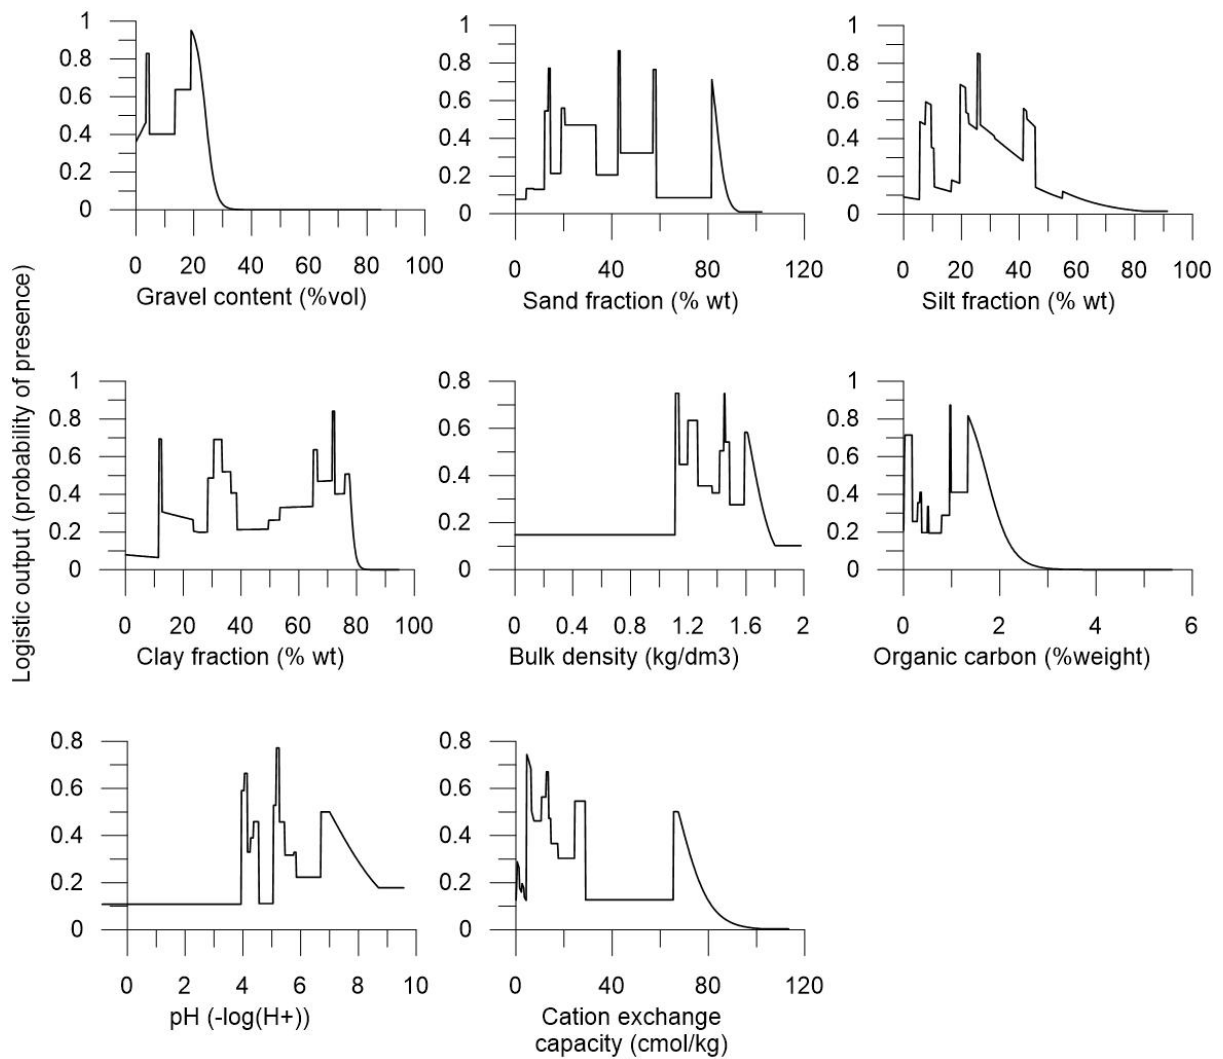 Logistic output (probability of presence)
1
0.8
0.6
0.4
0.2
0
0 20 40 60 80 100
Gravel content (%vol)
1
0.8
0.6
0.4
0.2
0
0 40 80 120
Sand fraction (% wt)
1
0.8
0.6
0.4
0.2
0
0 20 40 60 80 100
Silt fraction (% wt)
1
0.8
0.6
0.4
0.2
0
0 20 40 60 80 100
Clay fraction (% wt)
0.8
0.6
0.4
0.2
0
0 0.4 0.8 1.2 1.6 2
Bulk density (kg/dm3)
1
0.8
0.6
0.4
0.2
0
0 2 4 6
Organic carbon (%weight)
0.8
0.6
0.4
0.2
0
0 2 4 6 8 10
pH (-log(H+))
0.8
0.6
0.4
0.2
0
0 40 80 120
Cation exchange
capacity (cmol/kg)